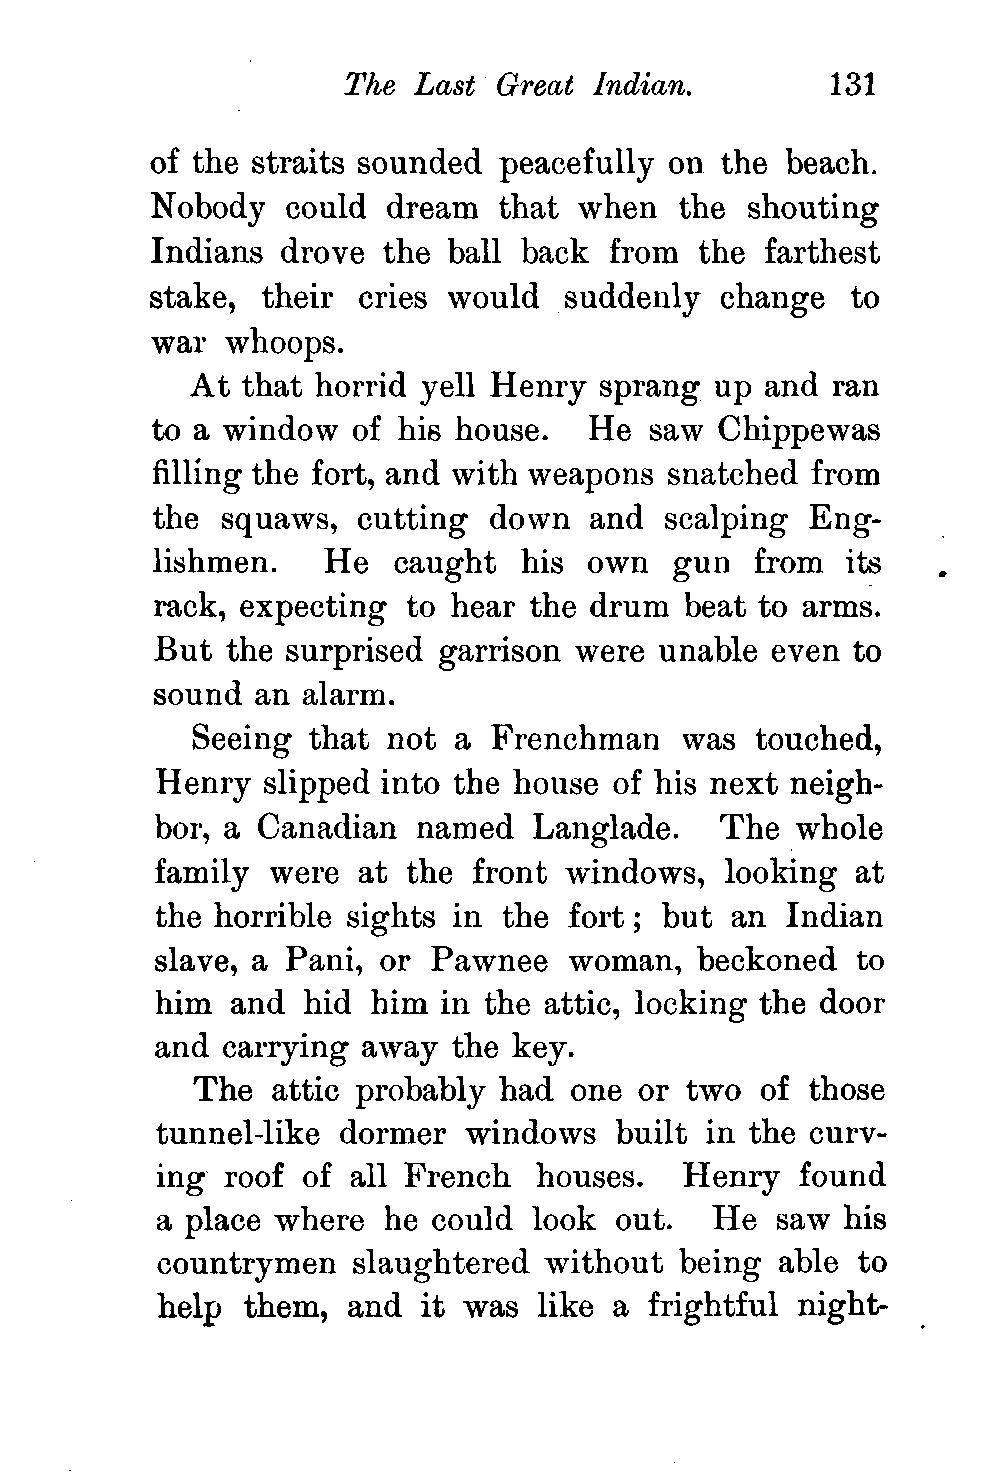 The Last Great Indian. 131
of the straits sounded peacefully on the beach.
Nobody could dream that when the shouting
Indians drove the ball back from the farthest
stake, their cries would suddenly change to
war whoops.
At that horrid yell Henry sprang up and ran
to a window of his house. He saw Chippewas
filling the fort, and with weapons snatched from
the squaws, cutting down and scalping Eng-
lishmen. He caught his own gun from its
rack, expecting to hear the drum beat to arms.
But the surprised garrison were unable even to
sound an alarm.
Seeing that not a Frenchman was touched,
Henry slipped into the house of his next neigh-
bor, a Canadian named Langlade. The whole
family were at the front windows, looking at
the horrible sights in the fort; but an Indian
slave, a Pani, or Pawnee woman, beckoned to
him and hid him in the attic, locking the door
and carrying away the key.
The attic probably had one or two of those
tunnel-like dormer windows built in the curv-
ing roof of all French houses. Henry found
a place where he could look out. He saw his
countrymen slaughtered without being able to
help them, and it was like a frightful night-